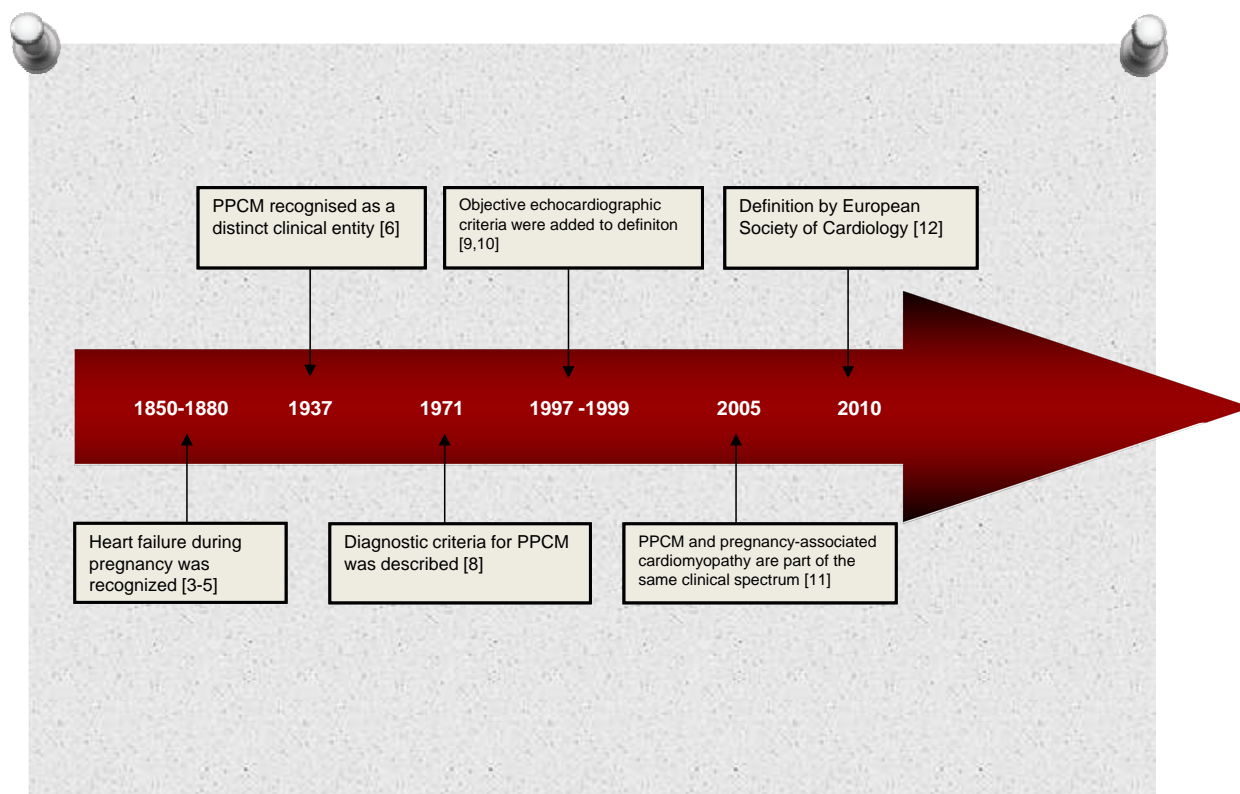 PPCM recognised as a
distinct clinical entity [6]
Objective echocardiographic
criteria were added to definiton
[9,10]
Definition by European
Society of Cardiology [12]
1850-1880
1937
1971
1997 -1999
2005
2010
Heart failure during
pregnancy was
recognized [3-5]
Diagnostic criteria for PPCM
was described [8]
PPCM and pregnancy-associated
cardiomyopathy are part of the
same clinical spectrum [11]